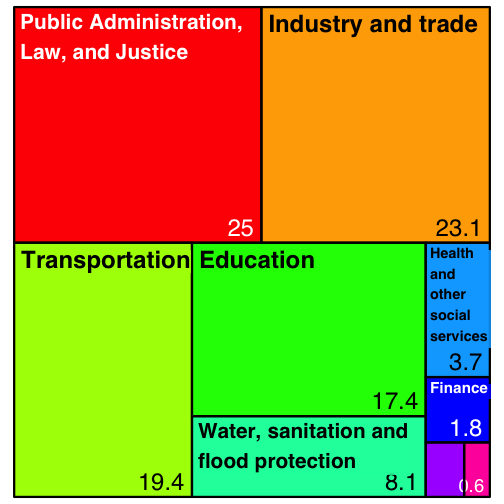 Public Administration,
Law, and Justice
25
Industry and trade
23.1
Transportation
19.4
Education
17.4
Water, sanitation and
flood protection
8.1
Health
and
other
social
services
3.7
Finance
1.8
0.6